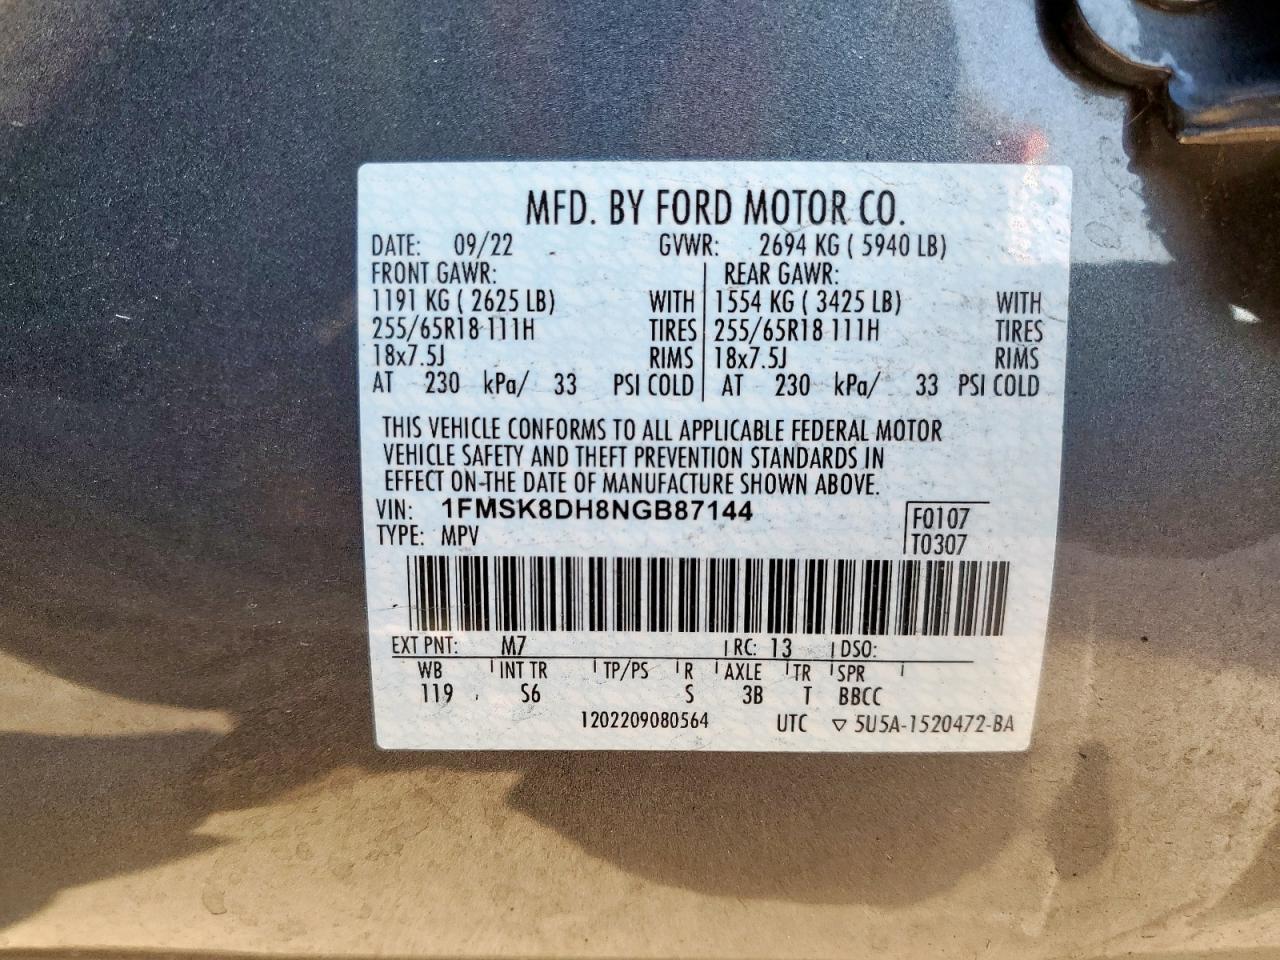 MFD. BY FORD MOTOR CO.
DATE: 09/22 GVWR: 2694 KG ( 5940 LB)
FRONT GAWR: REAR GAWR:
1191 KG ( 2625 LB) WITH 1554 KG ( 3425 LB) WITH
255/65R18 111H TIRES 255/65R18 111H TIRES
18x7.5J RIMS 18x7.5J RIMS
AT 230 kPa/ 33 PSI COLD AT 230 kPa/ 33 PSI COLD
THIS VEHICLE CONFORMS TO ALL APPLICABLE FEDERAL MOTOR
VEHICLE SAFETY AND THEFT PREVENTION STANDARDS IN
EFFECT ON THE DATE OF MANUFACTURE SHOWN ABOVE.
VIN: 1FMSK8DH8NGB87144 F0107
TYPE: MPV T0307
EXT PNT: M7 RC: 13 DSO:
WB INT TR TP/PS R AXLE TR SPR
119 S6 S 3B T BBCC
1202209080564 UTC ▽ 5U5A-1520472-BA